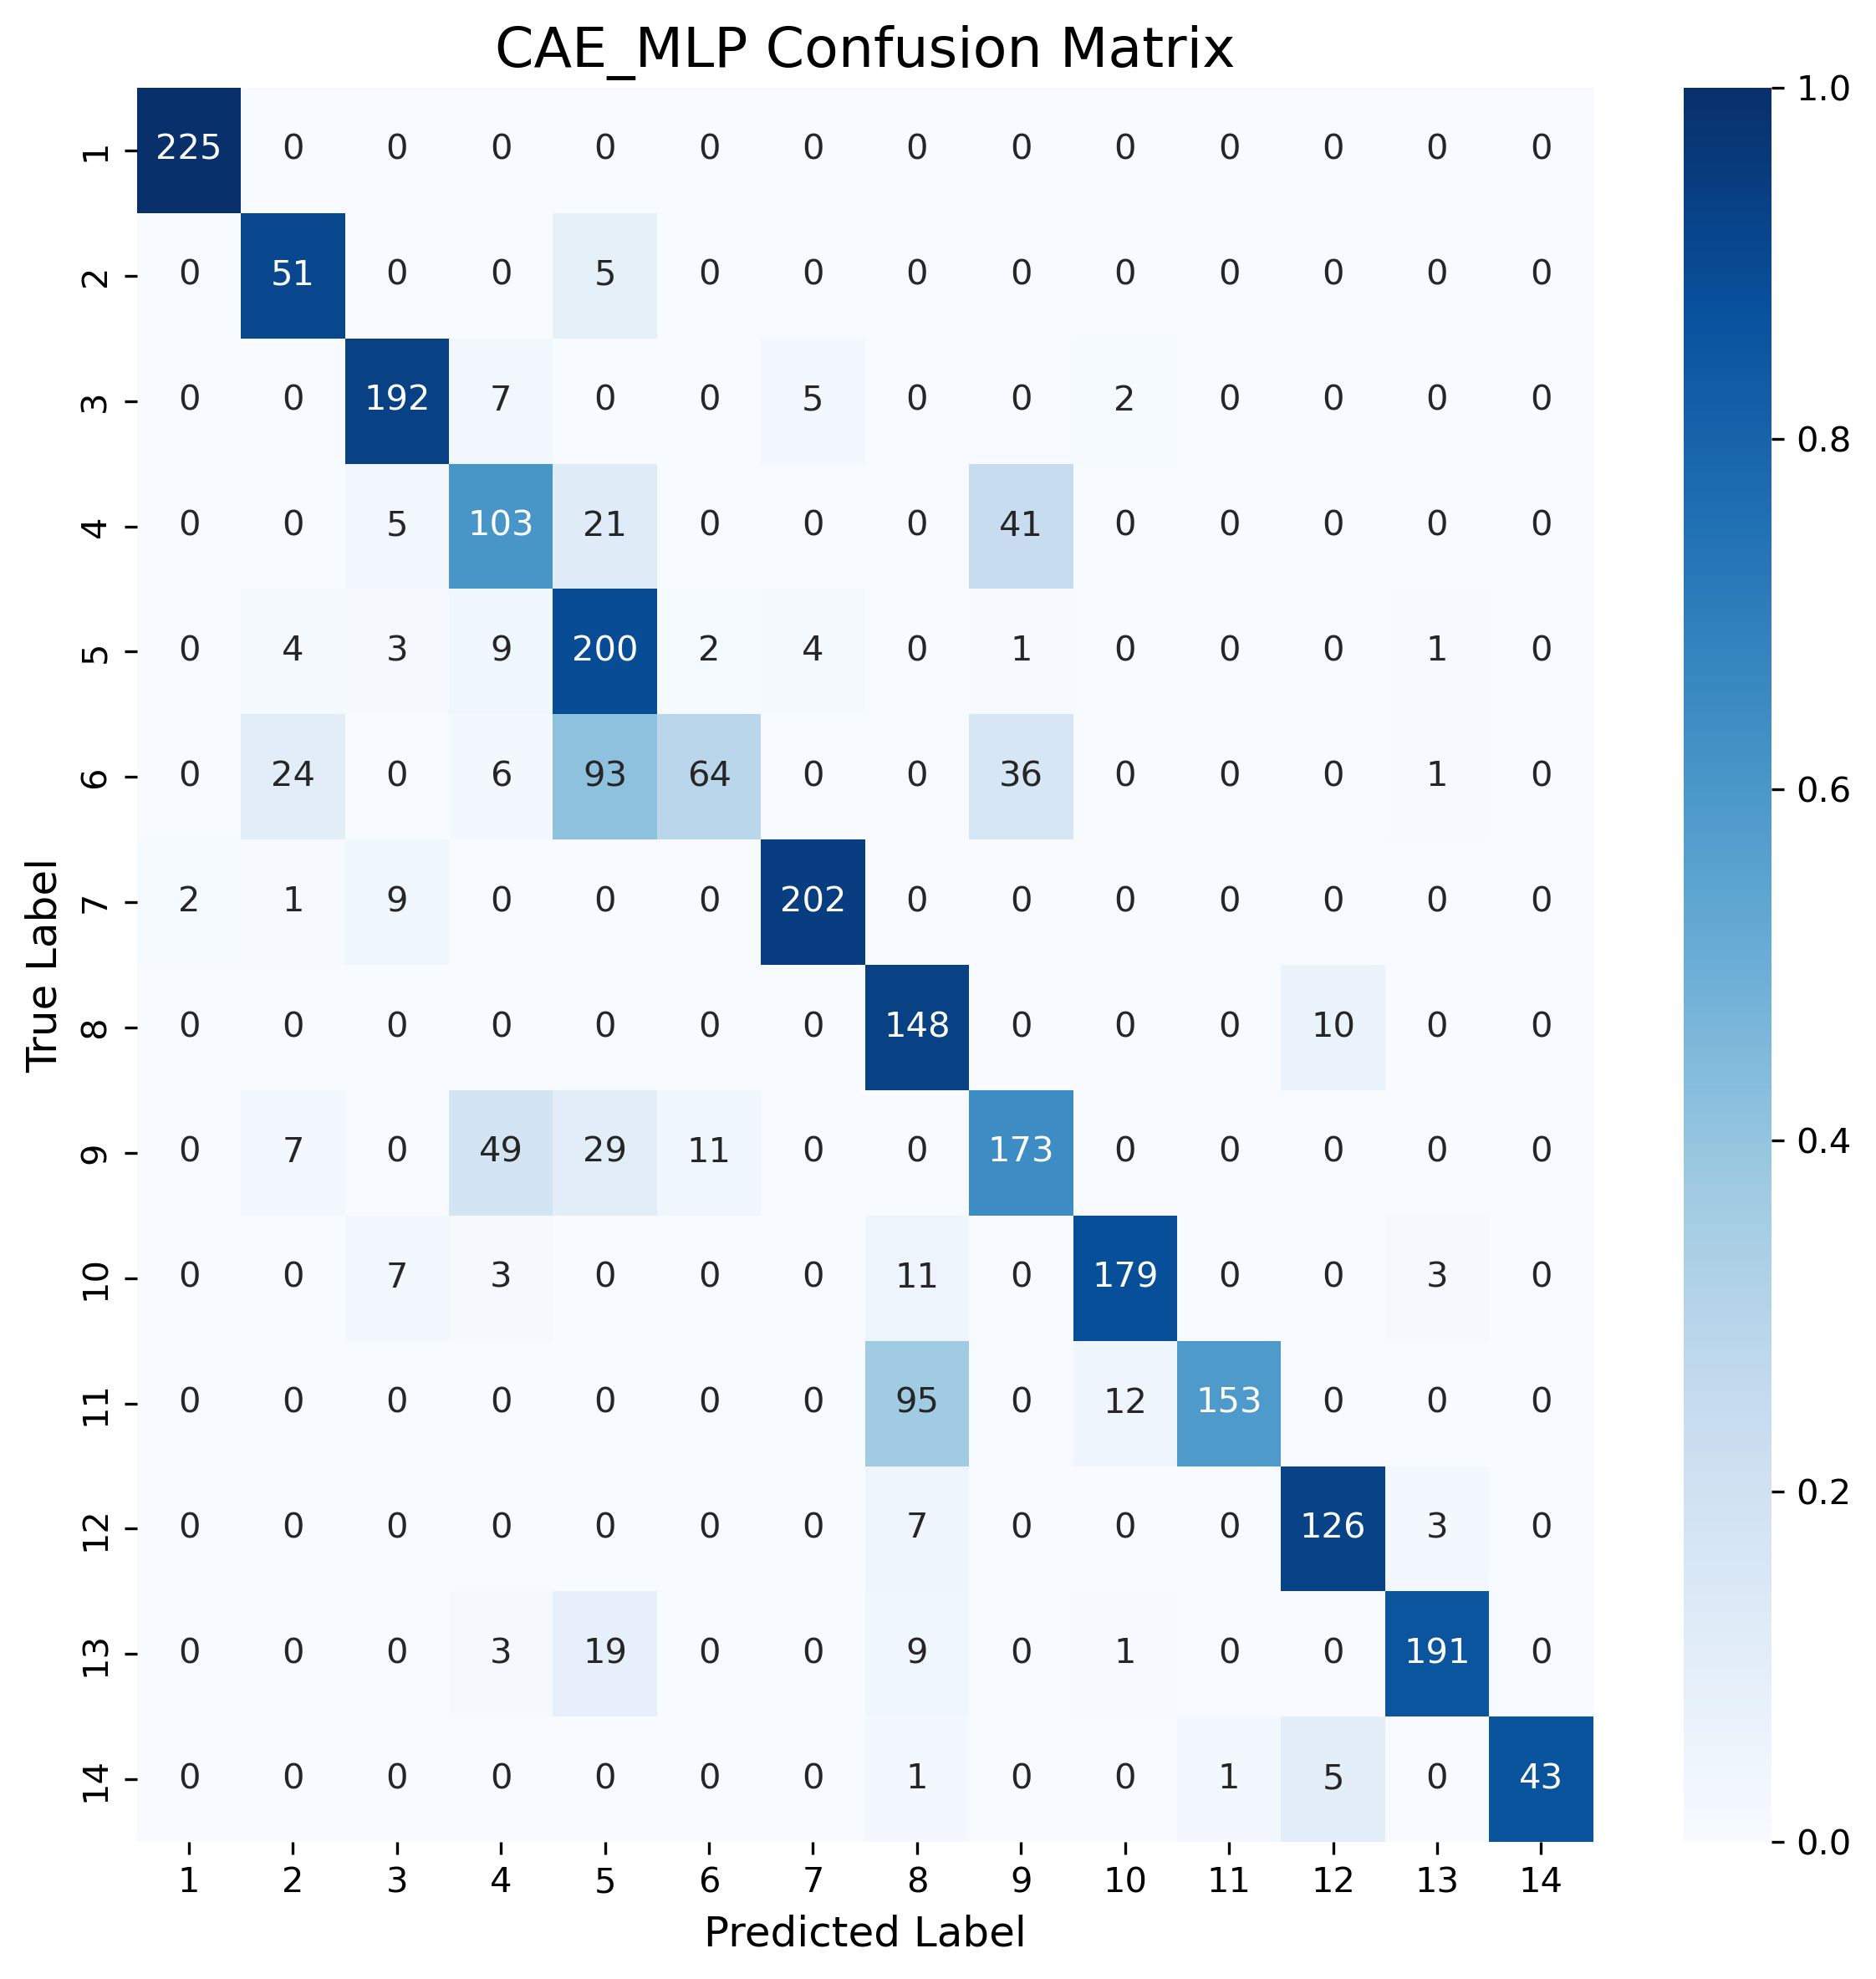 CAE_MLP Confusion Matrix
1 225 0 0 0 0 0 0 0 0 0 0 0 0 0
2 0 51 0 0 5 0 0 0 0 0 0 0 0 0
3 0 0 192 7 0 0 5 0 0 2 0 0 0 0
4 0 0 5 103 21 0 0 0 41 0 0 0 0 0
5 0 4 3 9 200 2 4 0 1 0 0 0 1 0
6 0 24 0 6 93 64 0 0 36 0 0 0 1 0
7 2 1 9 0 0 0 202 0 0 0 0 0 0 0
8 0 0 0 0 0 0 0 148 0 0 0 10 0 0
9 0 7 0 49 29 11 0 0 173 0 0 0 0 0
10 0 0 7 3 0 0 0 11 0 179 0 0 3 0
11 0 0 0 0 0 0 0 95 0 12 153 0 0 0
12 0 0 0 0 0 0 0 7 0 0 0 126 3 0
13 0 0 0 3 19 0 0 9 0 1 0 0 191 0
14 0 0 0 0 0 0 0 1 0 0 1 5 0 43
1 2 3 4 5 6 7 8 9 10 11 12 13 14
Predicted Label
True Label
1.0
0.8
0.6
0.4
0.2
0.0